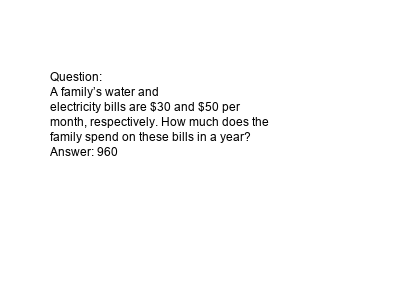 Question:
A family’s water and
electricity bills are $30 and $50 per
month, respectively. How much does the
family spend on these bills in a year?
Answer: 960